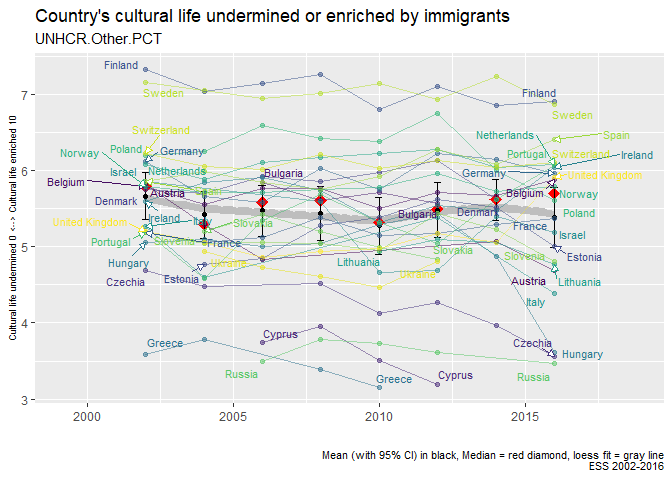 Country's cultural life undermined or enriched by immigrants
UNHCR.Other.PCT
Cultural life undermined 0 <-> Cultural life enriched 10
7
6
5
4
3
2000
2005
2010
2015
Finland
Sweden
Switzerland
Poland
Germany
Norway
Israel
Netherlands
Belgium
Austria
Denmark
Ireland
United Kingdom
Portugal
Slovenia
France
Hungary
Czechia
Estonia
Ukraine
Slovakia
Bulgaria
Greece
Russia
Cyprus
Greece
Cyprus
Lithuania
Ukraine
Slovakia
Bulgaria
Denmark
Slovenia
Finland
Sweden
Netherlands
Spain
Portugal
Switzerland
Ireland
Germany
United Kingdom
Belgium
Norway
Poland
France
Israel
Estonia
Austria
Lithuania
Italy
Czechia
Hungary
Russia
Mean (with 95% CI) in black, Median = red diamond, loess fit = gray line
ESS 2002-2016